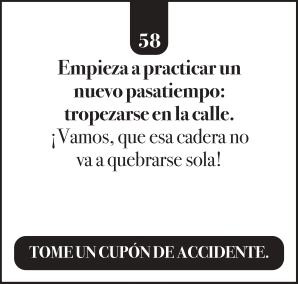 58
Empieza a practicar un
nuevo pasatiempo:
tropezarse en la calle.
¡Vamos, que esa cadera no
va a quebrarse sola!
TOME UN CUPÓN DE ACCIDENTE.